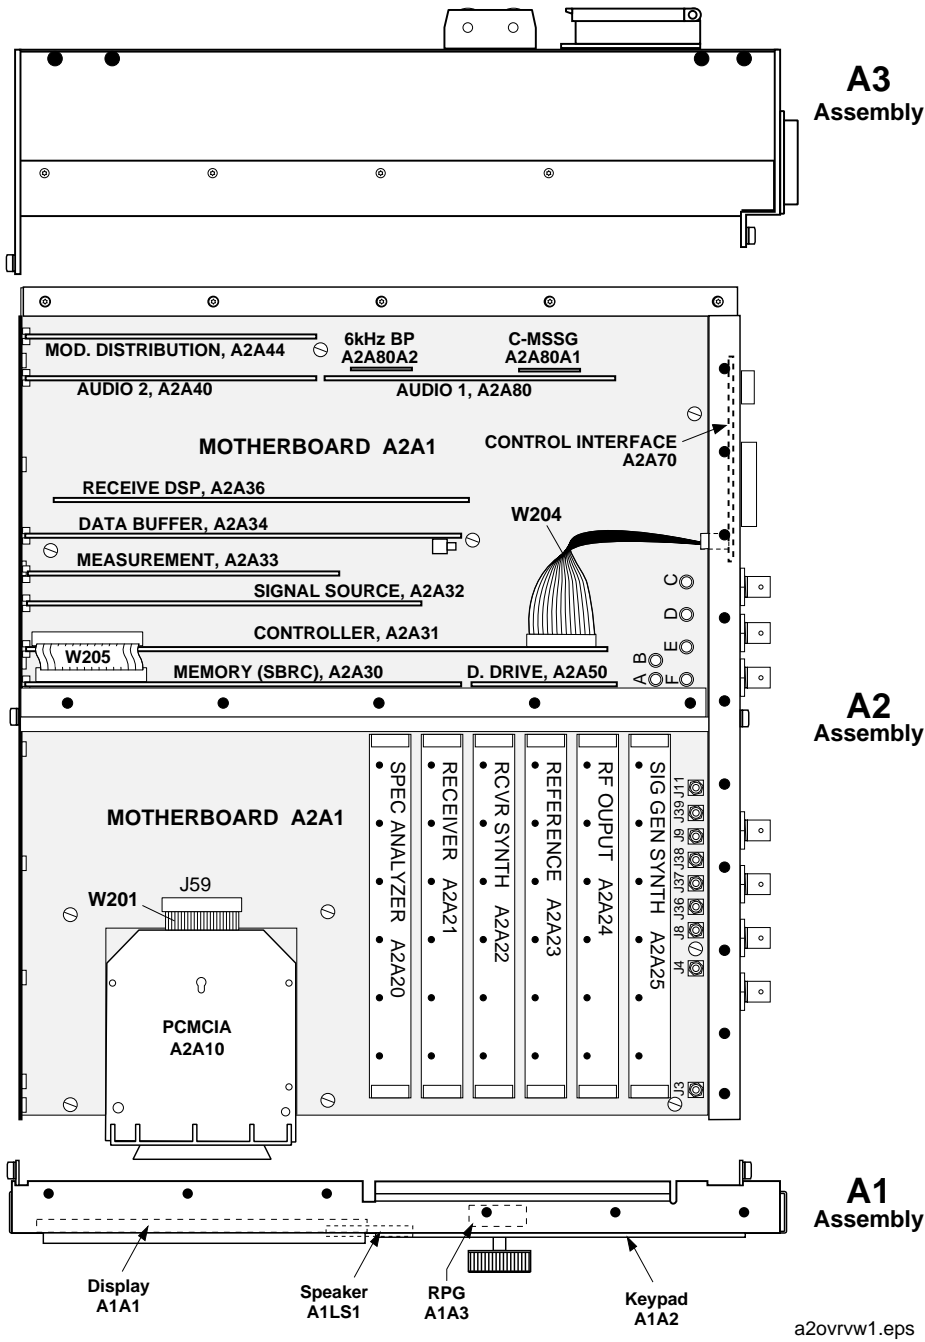 A3
Assembly
6kHz BP
A2A80A2
C-MSSG
A2A80A1
MOD. DISTRIBUTION, A2A44
AUDIO 2, A2A40
AUDIO 1, A2A80
MOTHERBOARD A2A1
CONTROL INTERFACE
A2A70
RECEIVE DSP, A2A36
DATA BUFFER, A2A34
W204
MEASUREMENT, A2A33
SIGNAL SOURCE, A2A32
CONTROLLER, A2A31
W205
MEMORY (SBRC), A2A30
D. DRIVE, A2A50
C
D
E
B
A
F
A2
Assembly
MOTHERBOARD A2A1
SPEC ANALYZER A2A20
RECEIVER A2A21
RCVR SYNTH A2A22
REFERENCE A2A23
RF OUPUT A2A24
SIG GEN SYNTH A2A25
J11
J39
J9
J38
J37
J36
J8
J4
J3
J59
W201
PCMCIA
A2A10
A1
Assembly
Display
A1A1
Speaker
A1LS1
RPG
A1A3
Keypad
A1A2
a2ovrvw1.eps